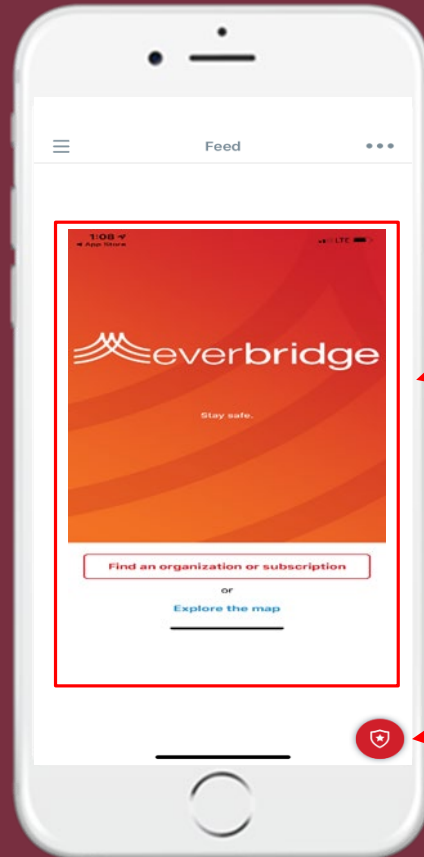 Feed
1:08 LTE
◀ App Store
everbridge
Stay safe.
Find an organization or subscription
or
Explore the map